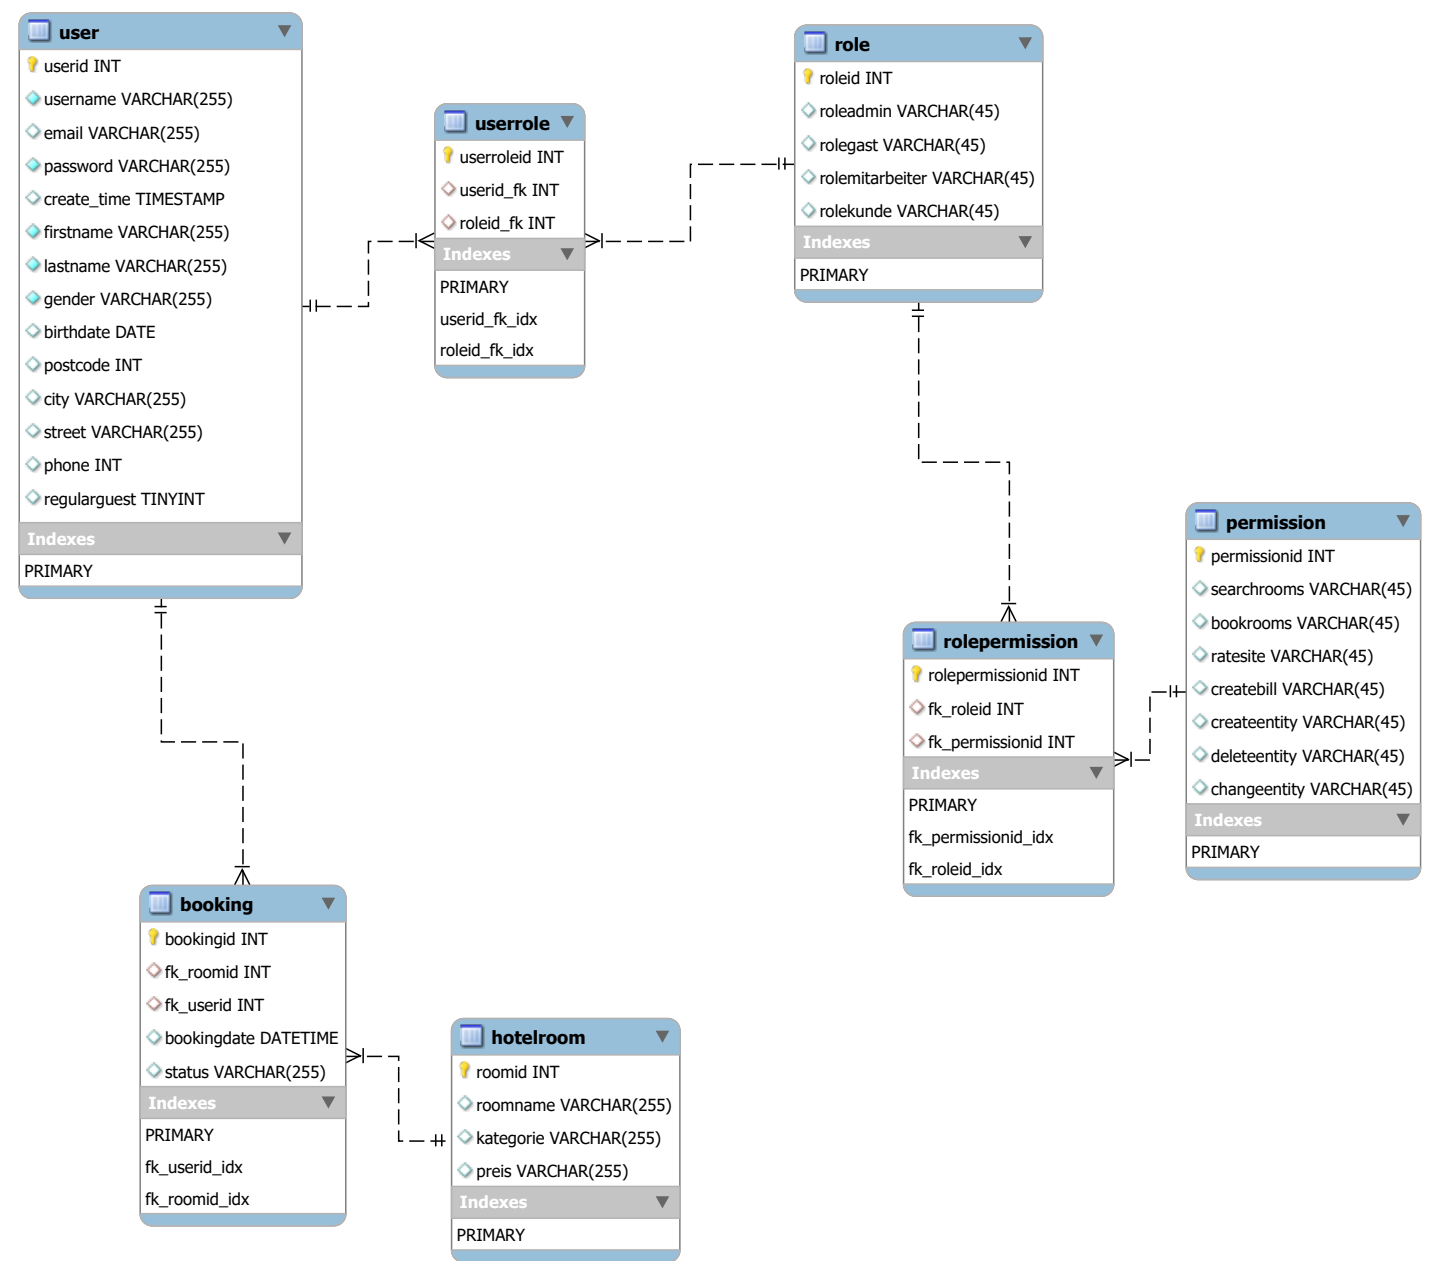 user
userid INT
username VARCHAR(255)
email VARCHAR(255)
password VARCHAR(255)
create_time TIMESTAMP
firstname VARCHAR(255)
lastname VARCHAR(255)
gender VARCHAR(255)
birthdate DATE
postcode INT
city VARCHAR(255)
street VARCHAR(255)
phone INT
regularguest TINYINT
Indexes
PRIMARY
userrole
userroleid INT
userid_fk INT
roleid_fk INT
Indexes
PRIMARY
userid_fk_idx
roleid_fk_idx
role
roleid INT
roleadmin VARCHAR(45)
rolegast VARCHAR(45)
rolemitarbeiter VARCHAR(45)
rolekunde VARCHAR(45)
Indexes
PRIMARY
permission
permissionid INT
searchrooms VARCHAR(45)
bookrooms VARCHAR(45)
ratesite VARCHAR(45)
createbill VARCHAR(45)
createentity VARCHAR(45)
deleteentity VARCHAR(45)
changeentity VARCHAR(45)
Indexes
PRIMARY
rolepermission
rolepermissionid INT
fk_roleid INT
fk_permissionid INT
Indexes
PRIMARY
fk_permissionid_idx
fk_roleid_idx
booking
bookingid INT
fk_roomid INT
fk_userid INT
bookingdate DATETIME
status VARCHAR(255)
Indexes
PRIMARY
fk_userid_idx
fk_roomid_idx
hotelroom
roomid INT
roomname VARCHAR(255)
kategorie VARCHAR(255)
preis VARCHAR(255)
Indexes
PRIMARY